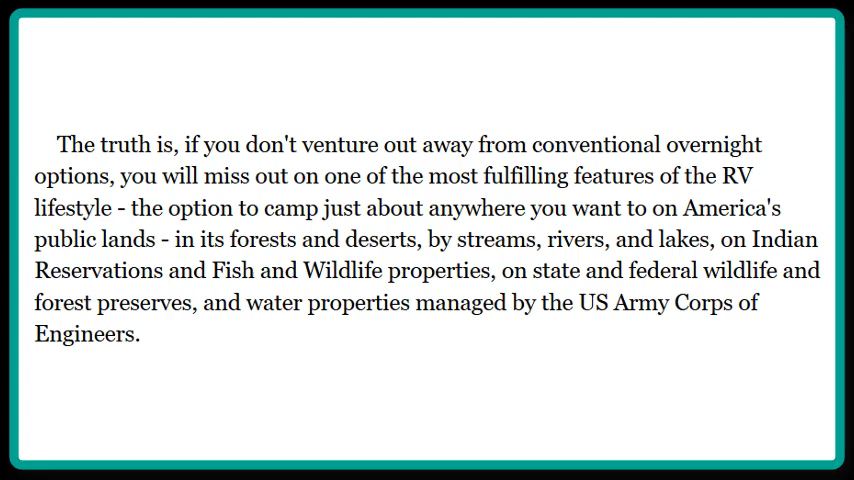 The truth is, if you don't venture out away from conventional overnight
options, you will miss out on one of the most fulfilling features of the RV
lifestyle - the option to camp just about anywhere you want to on America's
public lands - in its forests and deserts, by streams, rivers, and lakes, on Indian
Reservations and Fish and Wildlife properties, on state and federal wildlife and
forest preserves, and water properties managed by the US Army Corps of
Engineers.